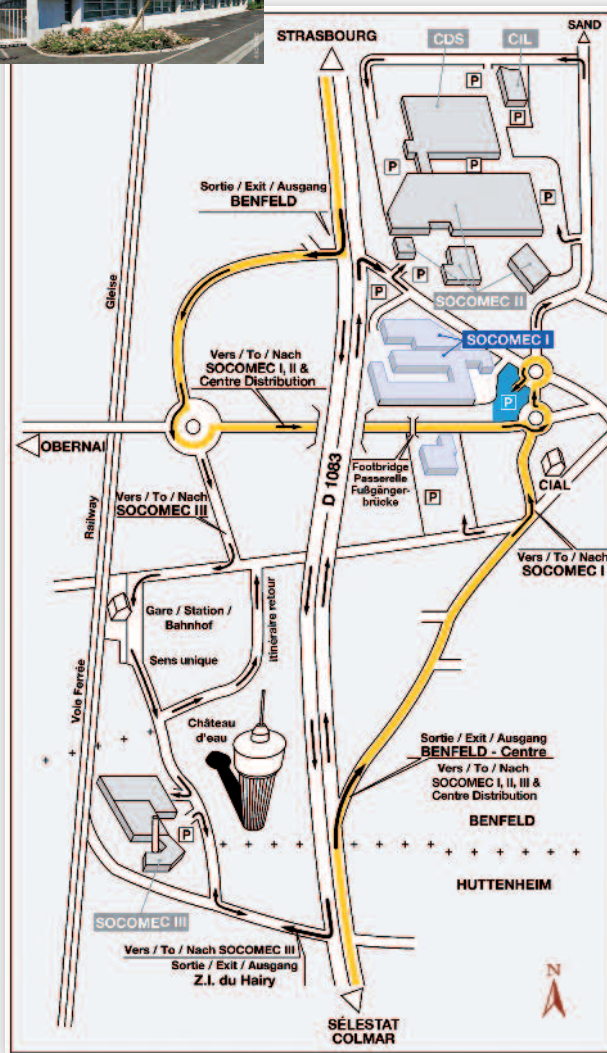 SAND
STRASBOURG
CDS
CIL
P
P
P
P
P
Sortie / Exit / Ausgang
BENFELD
P
P
SOCOMEC II
Gleise
SOCOMEC I
Vers / To / Nach
SOCOMEC I, II &
Centre Distribution
P
OBERNAI
D 1083
Footbridge
Passerelle
Fußgänger-
brücke
P
CIAL
Vers / To / Nach
SOCOMEC III
Railway
Vers / To / Nach
SOCOMEC I
Gare / Station /
Bahnhof
Itinéraire retour
Sens unique
Voie Ferrée
Château
d'eau
Sortie / Exit / Ausgang
BENFELD - Centre
Vers / To / Nach
SOCOMEC I, II, III &
Centre Distribution
BENFELD
P
HUTTENHEIM
SOCOMEC III
Vers / To / Nach SOCOMEC III
Sortie / Exit / Ausgang
Z.I. du Hairy
N
SÉLESTAT
COLMAR